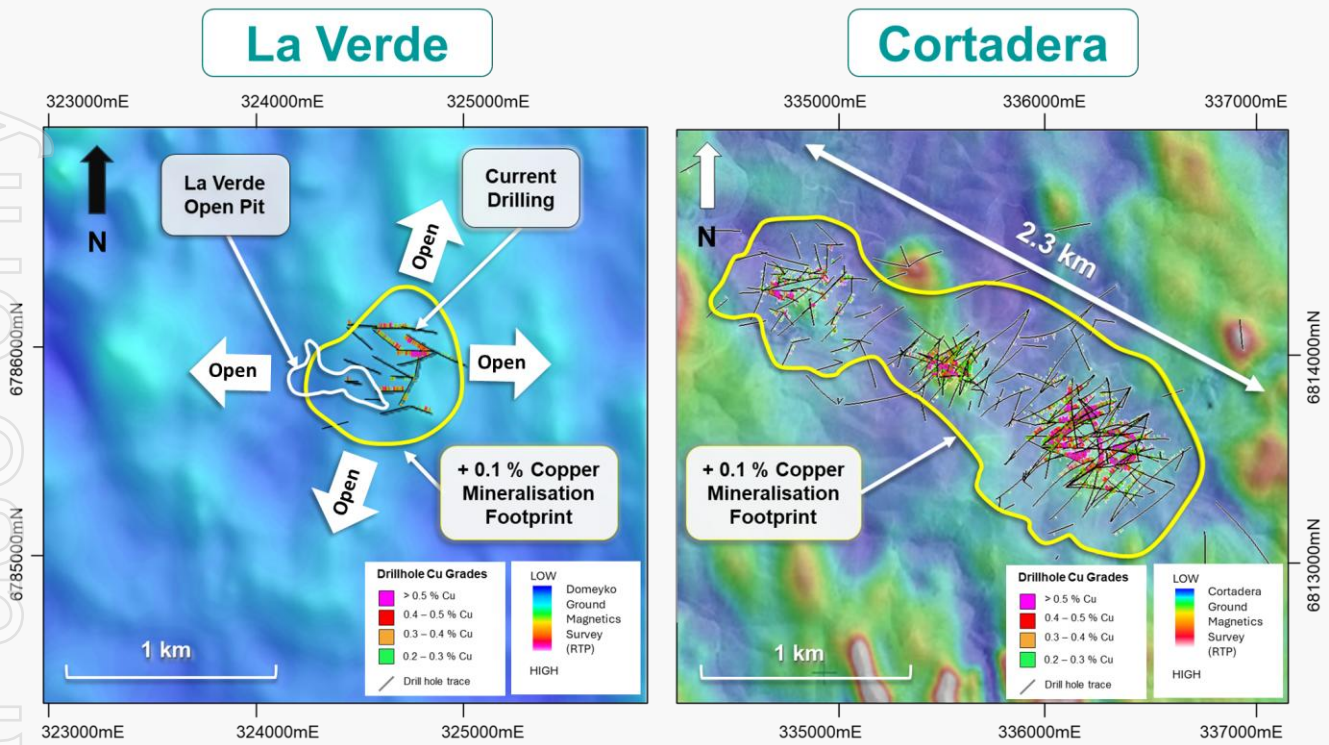 La Verde
Cortadera
323000mE
324000mE
325000mE
335000mE
336000mE
337000mE
La Verde
Open Pit
Current
Drilling
N
Open
Open
Open
Open
6786000mN
6785000mN
+ 0.1 % Copper
Mineralisation
Footprint
Drillhole Cu Grades
> 0.5 % Cu
0.4 – 0.5 % Cu
0.3 – 0.4 % Cu
0.2 – 0.3 % Cu
Drill hole trace
LOW
Domeyko
Ground
Magnetics
Survey
(RTP)
HIGH
1 km
323000mE
324000mE
325000mE
N
2.3 km
6814000mN
6813000mN
+ 0.1 % Copper
Mineralisation
Footprint
Drillhole Cu Grades
> 0.5 % Cu
0.4 – 0.5 % Cu
0.3 – 0.4 % Cu
0.2 – 0.3 % Cu
Drill hole trace
LOW
Cortadera
Ground
Magnetics
Survey
(RTP)
HIGH
1 km
335000mE
336000mE
337000mE